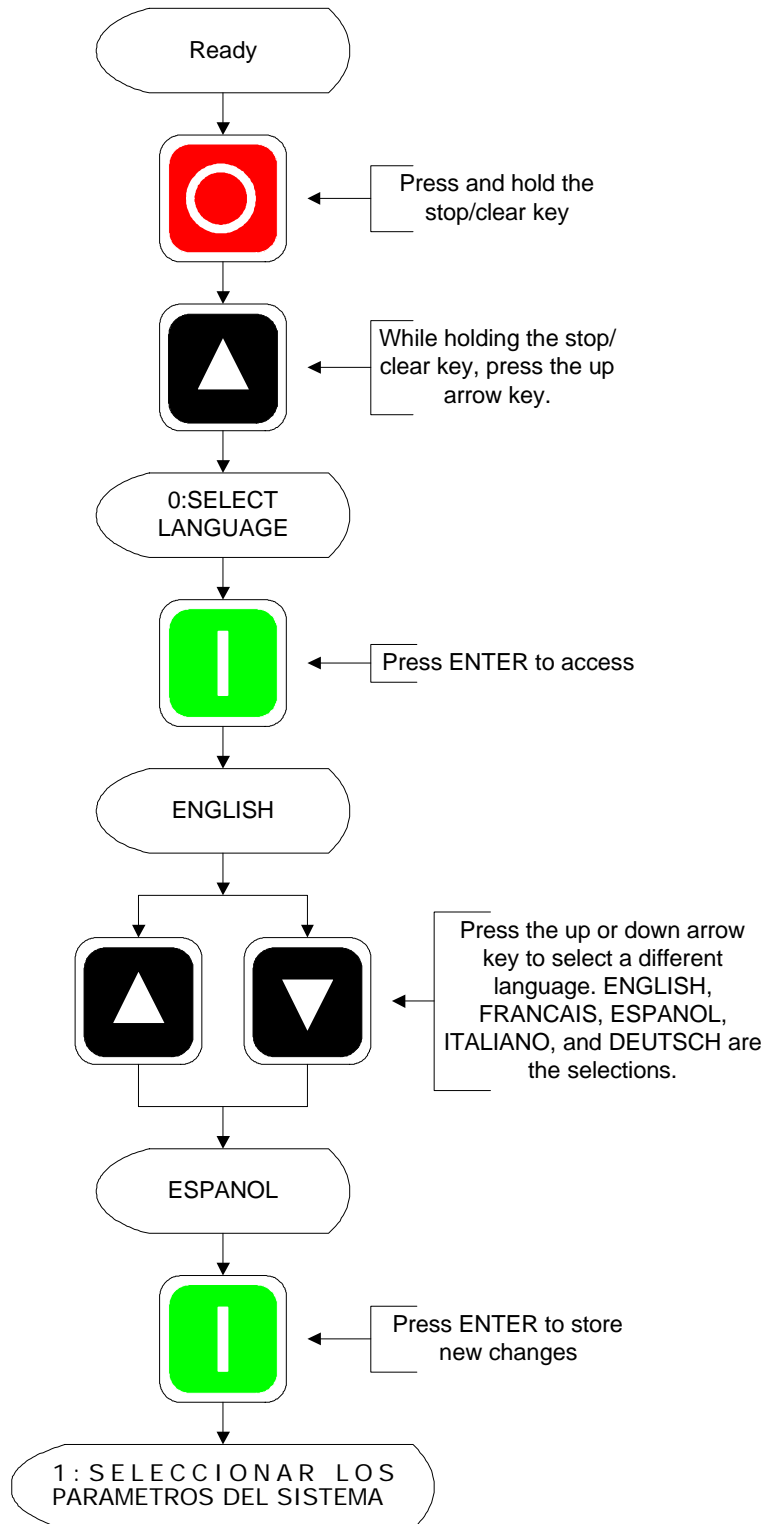 Ready
Press and hold the
stop/clear key
While holding the stop/
clear key, press the up
arrow key.
0:SELECT
LANGUAGE
Press ENTER to access
ENGLISH
Press the up or down arrow
key to select a different
language. ENGLISH,
FRANCAIS, ESPANOL,
ITALIANO, and DEUTSCH are
the selections.
ESPANOL
Press ENTER to store
new changes
1:SELECCIONAR LOS
PARAMETROS DEL SISTEMA